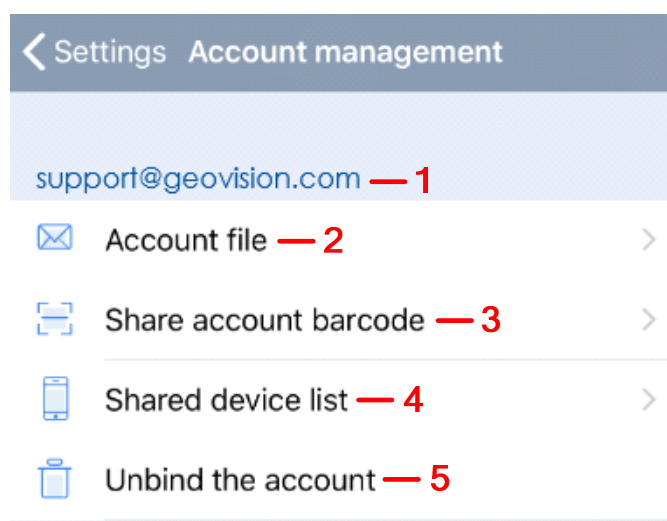 Settings Account management
support@geovision.com 1
Account file 2
Share account barcode 3
Shared device list 4
Unbind the account 5